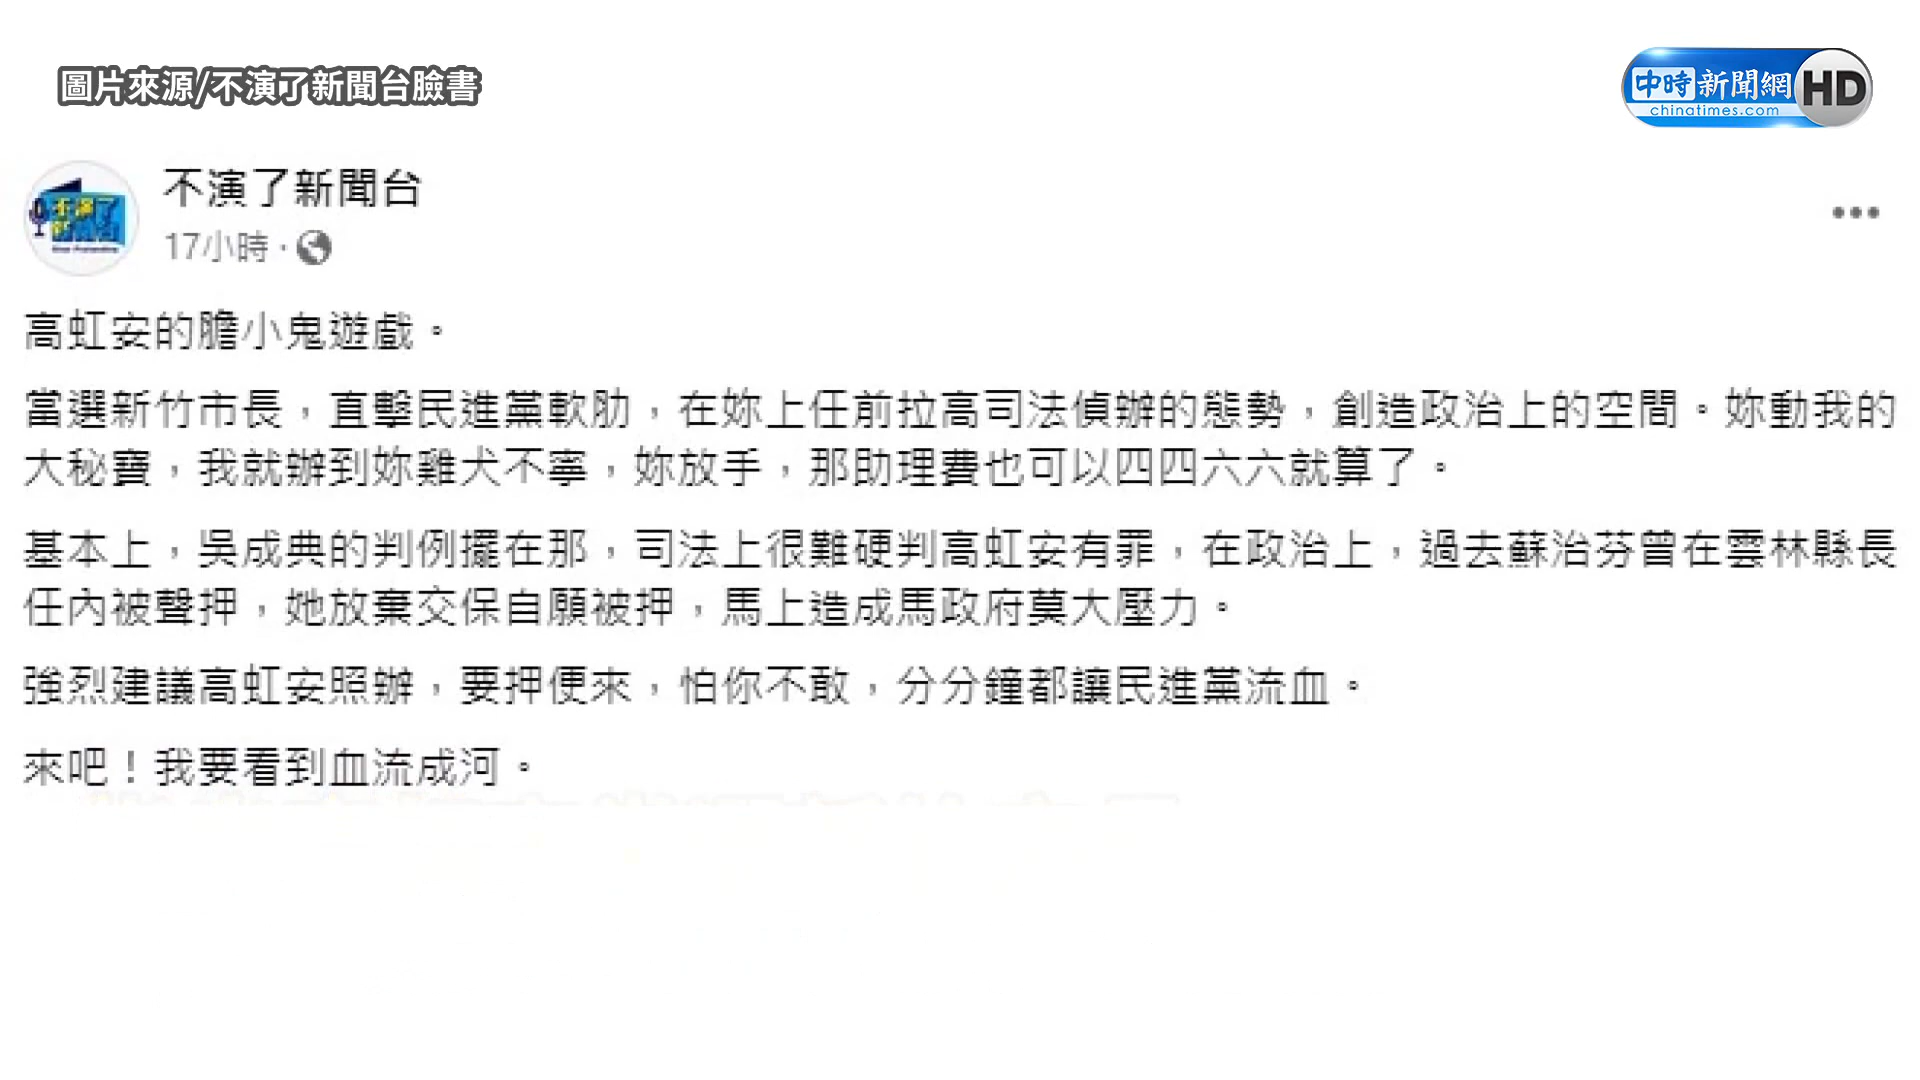 圖片來源/不演了新聞台臉書
中時新聞網HD
chinatimes.com
不演了新聞台
17小時·
高虹安的膽小鬼遊戲。
當選新竹市長，直擊民進黨軟肋，在妳上任前拉高司法偵辦的態勢，創造政治上的空間。妳動我的
大秘寶，我就辦到妳雞犬不寧，妳放手，那助理費也可以四四六六就算了。
基本上，吳成典的判例擺在那，司法上很難硬判高虹安有罪，在政治上，過去蘇治芬曾在雲林縣長
任內被聲押，她放棄交保自願被押，馬上造成馬政府莫大壓力。
強烈建議高虹安照辦，要押便來，怕你不敢，分分鐘都讓民進黨流血。
來吧！我要看到血流成河。